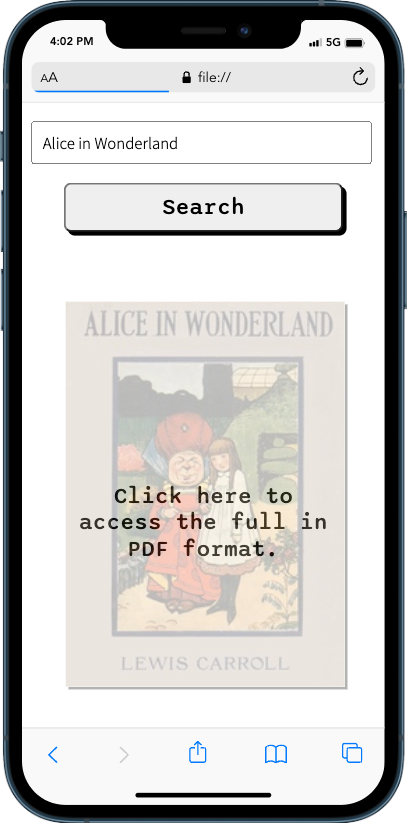 4:02 PM
5G
AA
file://
Alice in Wonderland
Search
ALICE IN WONDERLAND
Click here to
access the full in
PDF format.
LEWIS CARROLL